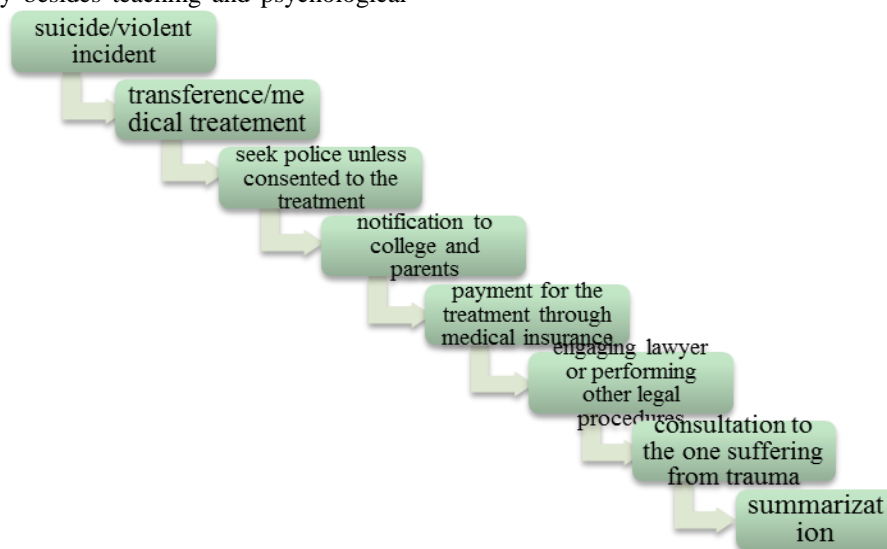 y besides teaching and psychological
suicide/violent
incident
transference/me
dical treatement
seek police unless
consented to the
treatment
notification to
college and
parents
payment for the
treatment through
medical insurance
engaging lawyer
or performing
other legal
procedures
consultation to
the one suffering
from trauma
summarizat
ion